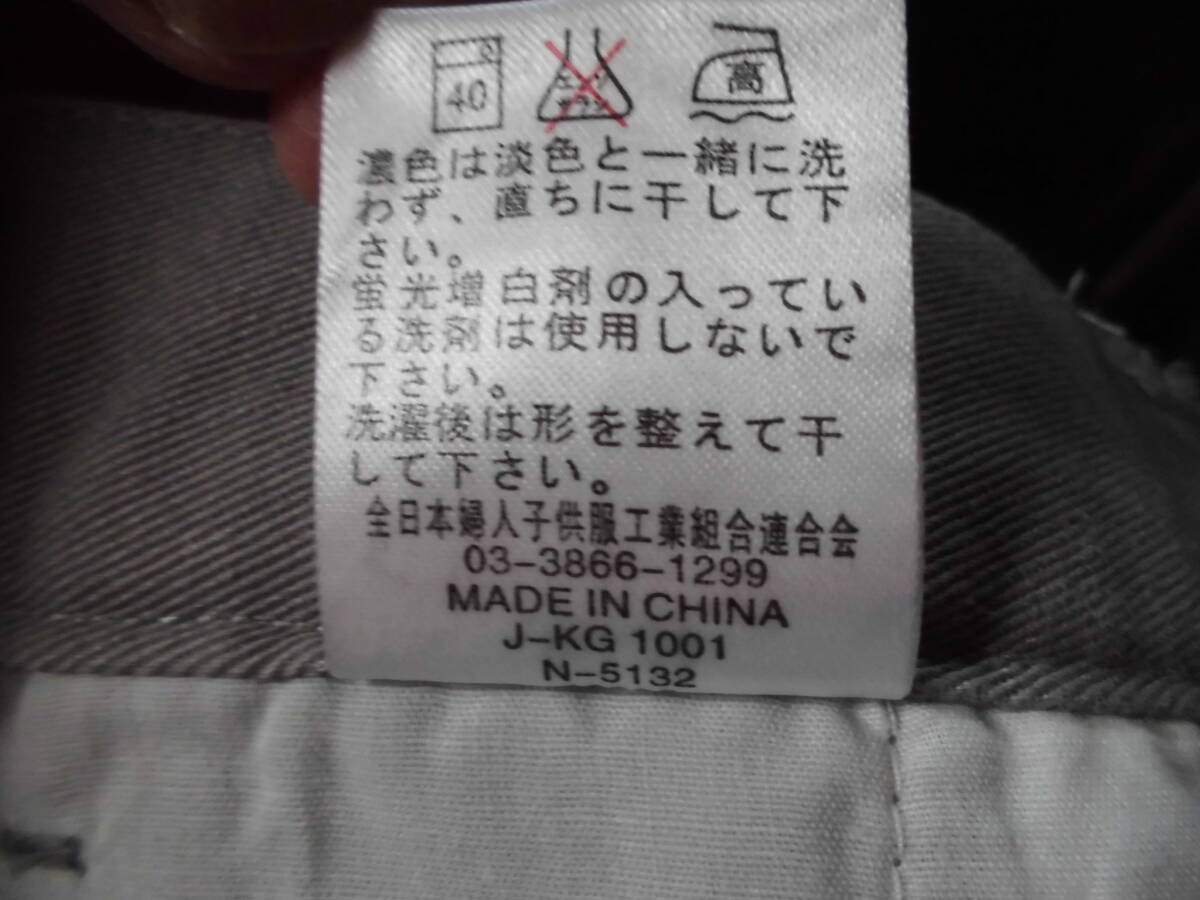 40
高
濃色は淡色と一緒に洗
わず、直ちに干して下
さい。
蛍光増白剤の入ってい
る洗剤は使用しないで
下さい。
洗濯後は形を整えて干
して下さい。
全日本婦人子供服工業組合連合会
03-3866-1299
MADE IN CHINA
J-KG 1001
N-5132